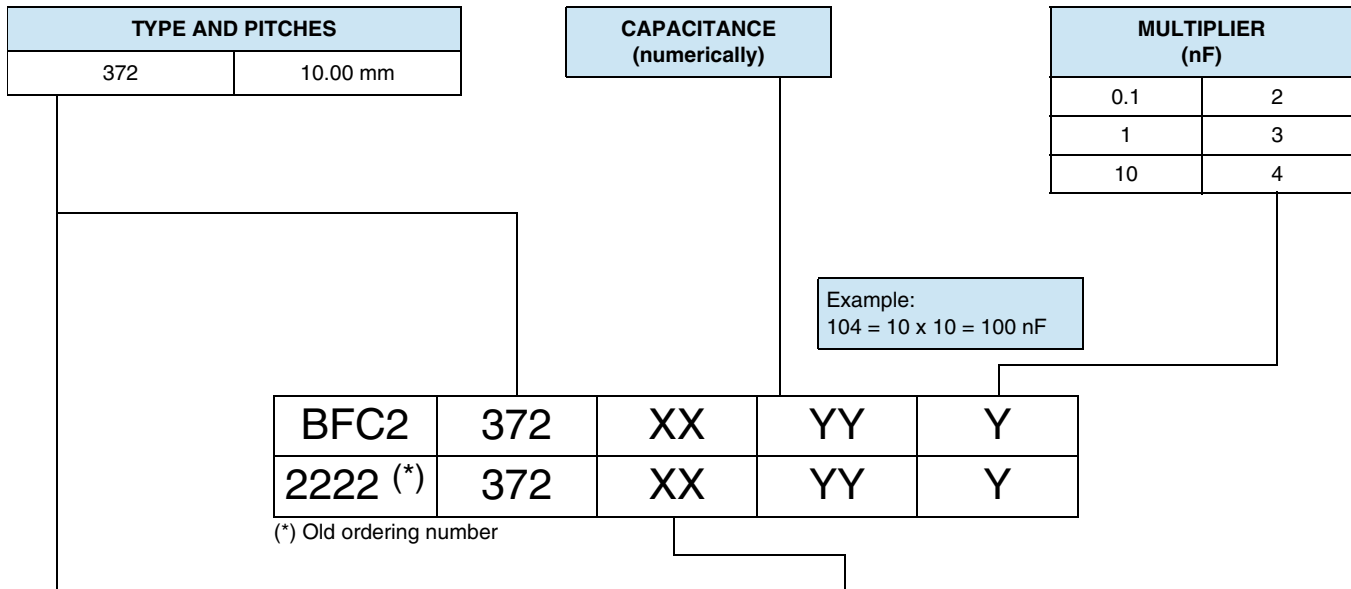 TYPE AND PITCHES
372 10.00 mm
CAPACITANCE
(numerically)
MULTIPLIER
(nF)
0.1 2
1 3
10 4
Example:
104 = 10 x 10 = 100 nF
BFC2 372 XX YY Y
2222 (*) 372 XX YY Y
(*) Old ordering number